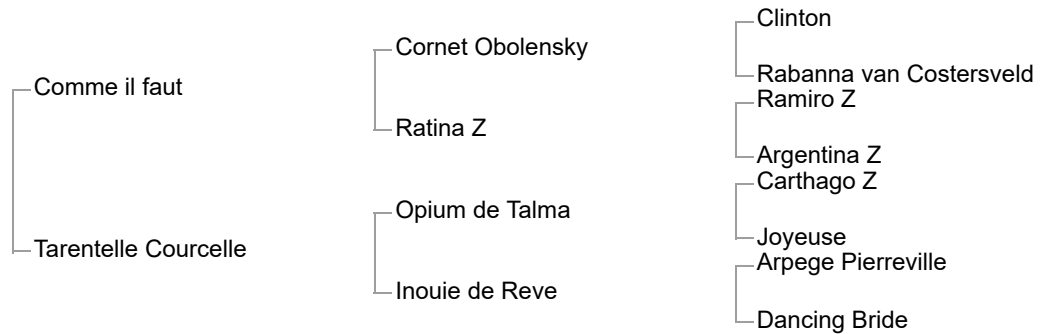 Clinton
Cornet Obolensky
Rabanna van Costersveld
Comme il faut
Ramiro Z
Ratina Z
Argentina Z
Carthago Z
Opium de Talma
Joyeuse
Tarentelle Courcelle
Arpege Pierreville
Inouie de Reve
Dancing Bride